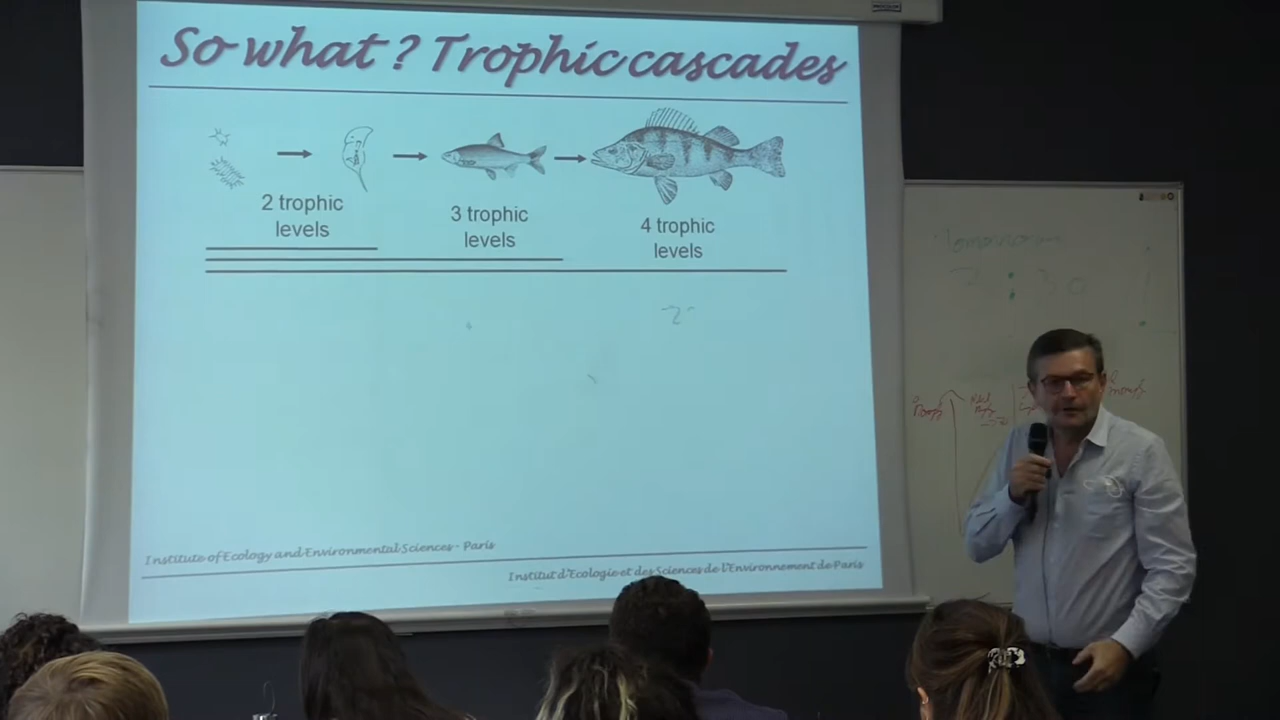 So what ? Trophic cascades
2 trophic
levels
3 trophic
levels
4 trophic
levels
Institute of Ecology and Environmental Sciences - Paris
Institut d'Ecologie et des Sciences de l'Environnement de Paris